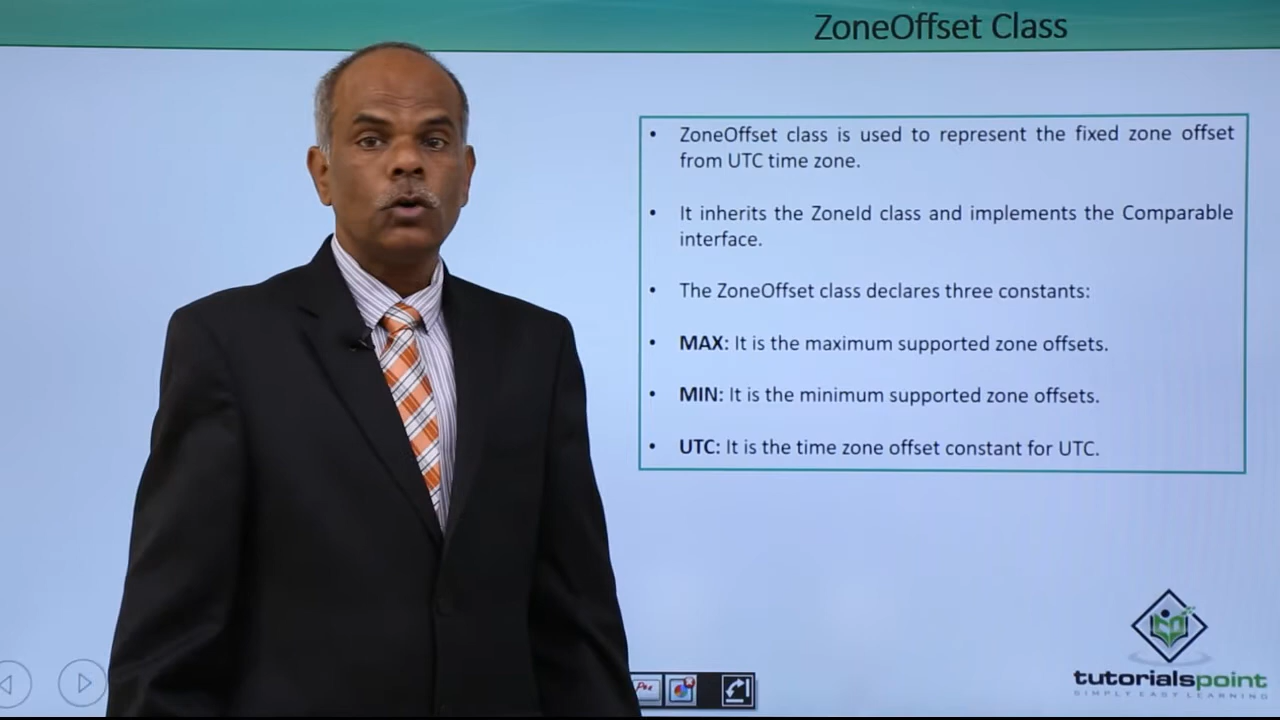 ZoneOffset Class
• ZoneOffset class is used to represent the fixed zone offset
from UTC time zone.
• It inherits the ZoneId class and implements the Comparable
interface.
• The ZoneOffset class declares three constants:
• MAX: It is the maximum supported zone offsets.
• MIN: It is the minimum supported zone offsets.
• UTC: It is the time zone offset constant for UTC.
tutorialspoint
SIMPLY EASY LEARNING